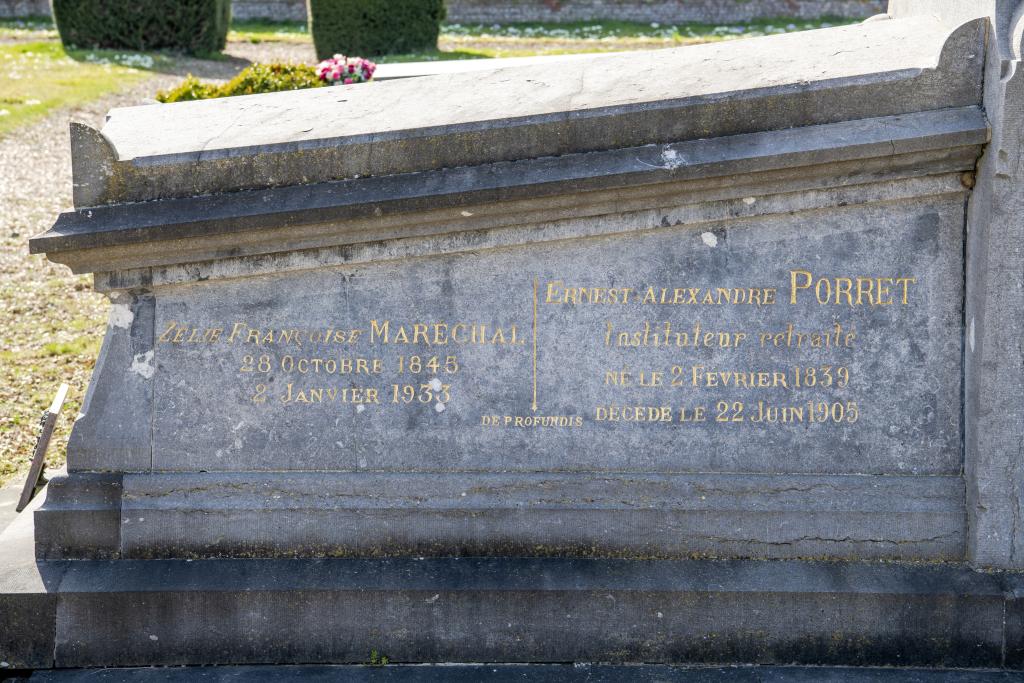 Zélie Françoise Maréchal
28 Octobre 1845
2 Janvier 1933
Ernest-Alexandre Porret
Instituteur retraité
né le 2 Février 1839
décédé le 22 Juin 1905
De profundis